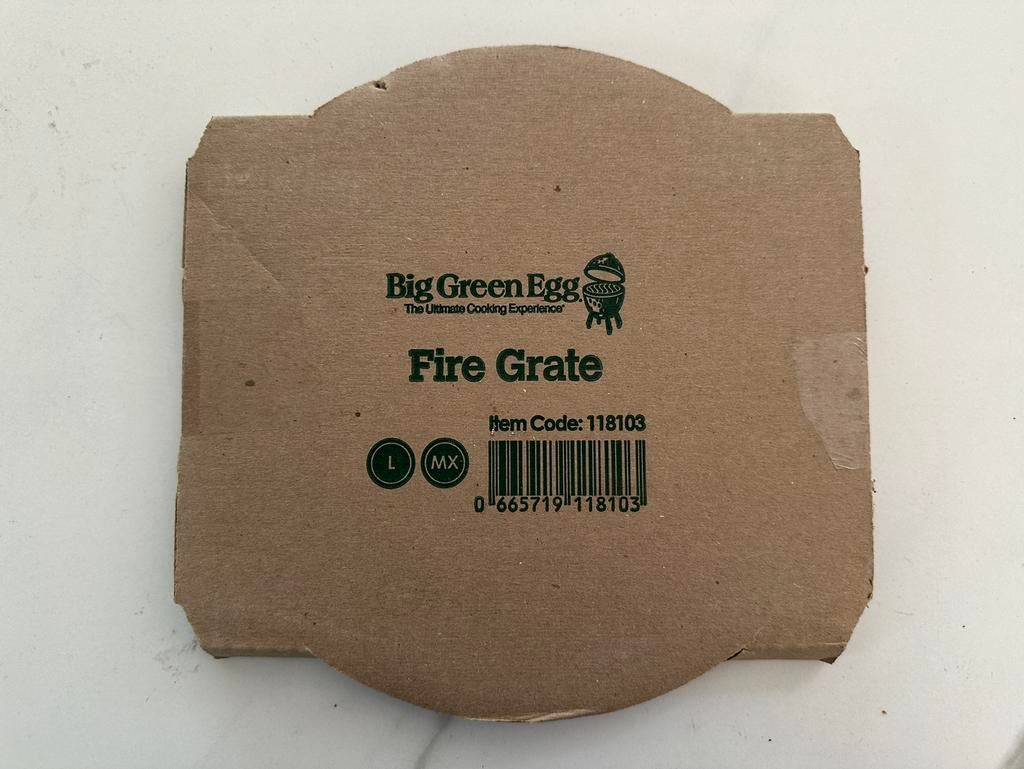 Big Green Egg
The Ultimate Cooking Experience®
Fire Grate
Item Code: 118103
L MX
0 665719 118103